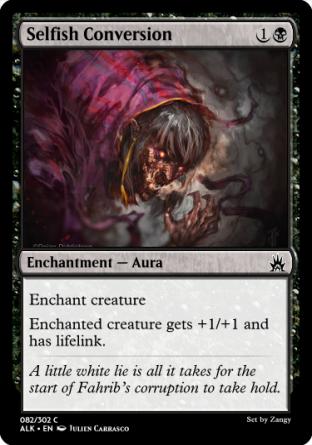 Selfish Conversion 1
Enchantment — Aura
Enchant creature
Enchanted creature gets +1/+1 and
has lifelink.
A little white lie is all it takes for the
start of Fahrib's corruption to take hold.
082/302 C
Set by Zangy
ALK • EN Julien Carrasco